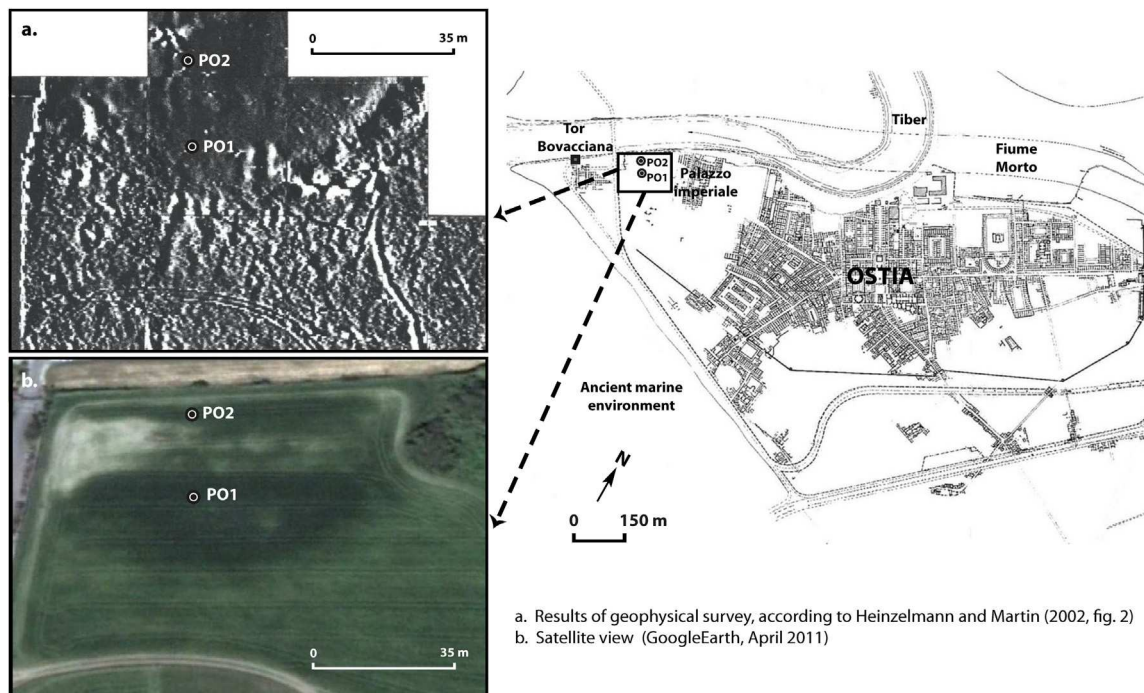 a.
0 35 m
PO2
PO1
b.
PO2
PO1
0 35 m
Tor
Bovacciana
Tiber
Fiume
Morto
PO2
PO1
Palazzo
imperiale
OSTIA
Ancient marine
environment
N
0 150 m
a. Results of geophysical survey, according to Heinzelmann and Martin (2002, fig. 2)
b. Satellite view (GoogleEarth, April 2011)